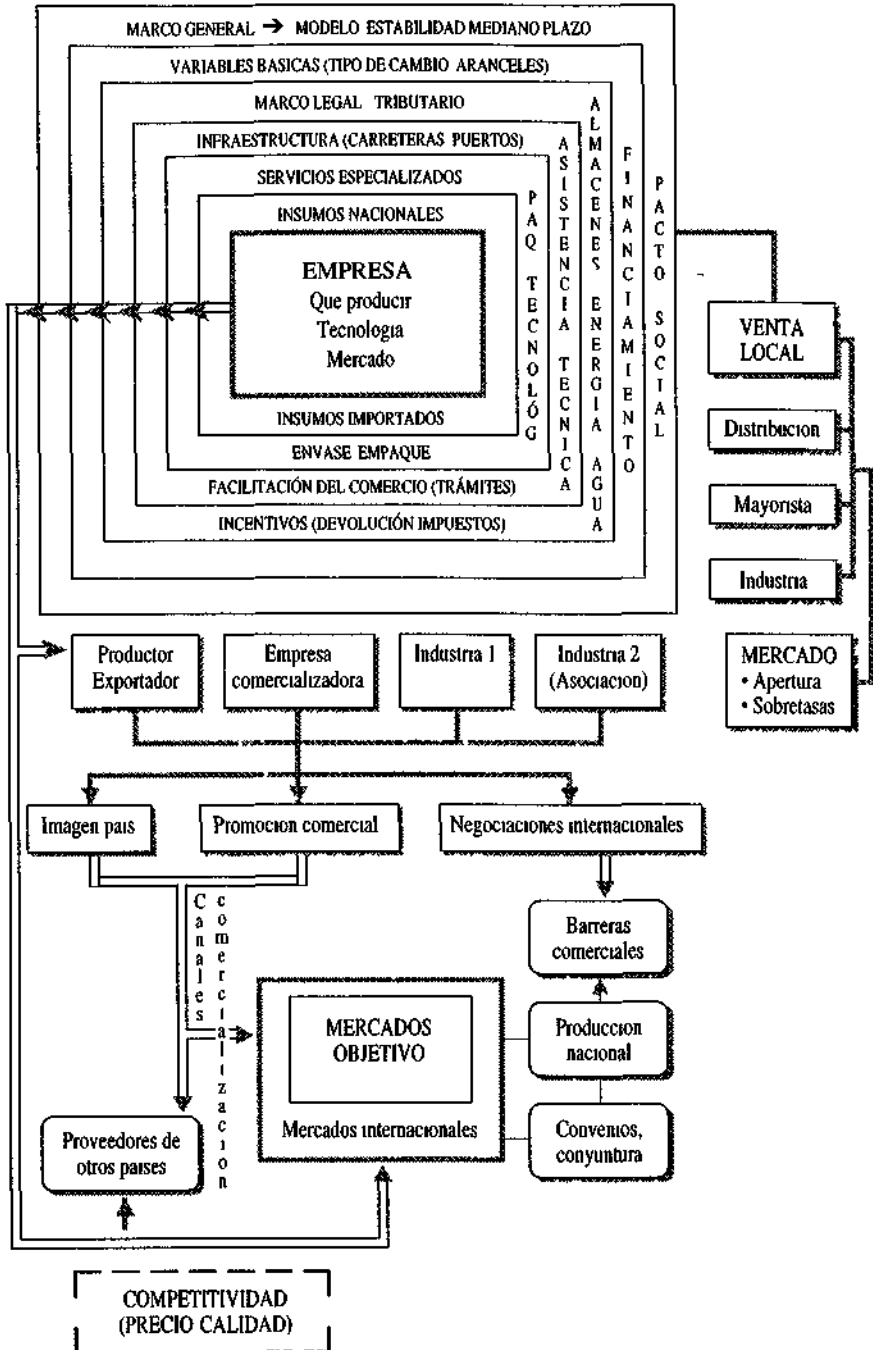 MARCO GENERAL → MODELO ESTABILIDAD MEDIANO PLAZO
VARIABLES BASICAS (TIPO DE CAMBIO ARANCELES)
MARCO LEGAL TRIBUTARIO
INFRAESTRUCTURA (CARRETERAS PUERTOS)
SERVICIOS ESPECIALIZADOS
INSUMOS NACIONALES
EMPRESA
Que producir
Tecnologia
Mercado
INSUMOS IMPORTADOS
ENVASE EMPAQUE
FACILITACIÓN DEL COMERCIO (TRÁMITES)
INCENTIVOS (DEVOLUCIÓN IMPUESTOS)
PAQ TECNOLÓG
ASISTENCIA TECNICA
ALMACENES ENERGIA AGUA
FINANCIAMIENTO
PACTO SOCIAL
VENTA
LOCAL
Distribucion
Mayorista
Industria
MERCADO
• Apertura
• Sobretasas
Productor
Exportador
Empresa
comercializadora
Industria 1
Industria 2
(Asociacion)
Imagen pais
Promocion comercial
Negociaciones internacionales
Canales
comercialización
Barreras
comerciales
MERCADOS
OBJETIVO
Mercados internacionales
Produccion
nacional
Convenios,
conyuntura
Proveedores de
otros paises
COMPETITIVIDAD
(PRECIO CALIDAD)